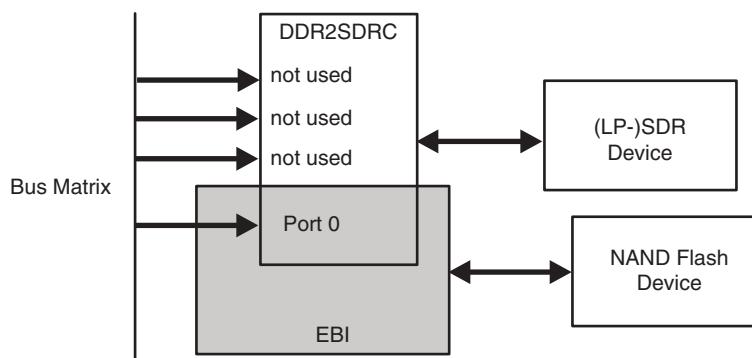 DDR2SDRC
not used
not used
not used
(LP-)SDR
Device
Bus Matrix
Port 0
NAND Flash
Device
EBI